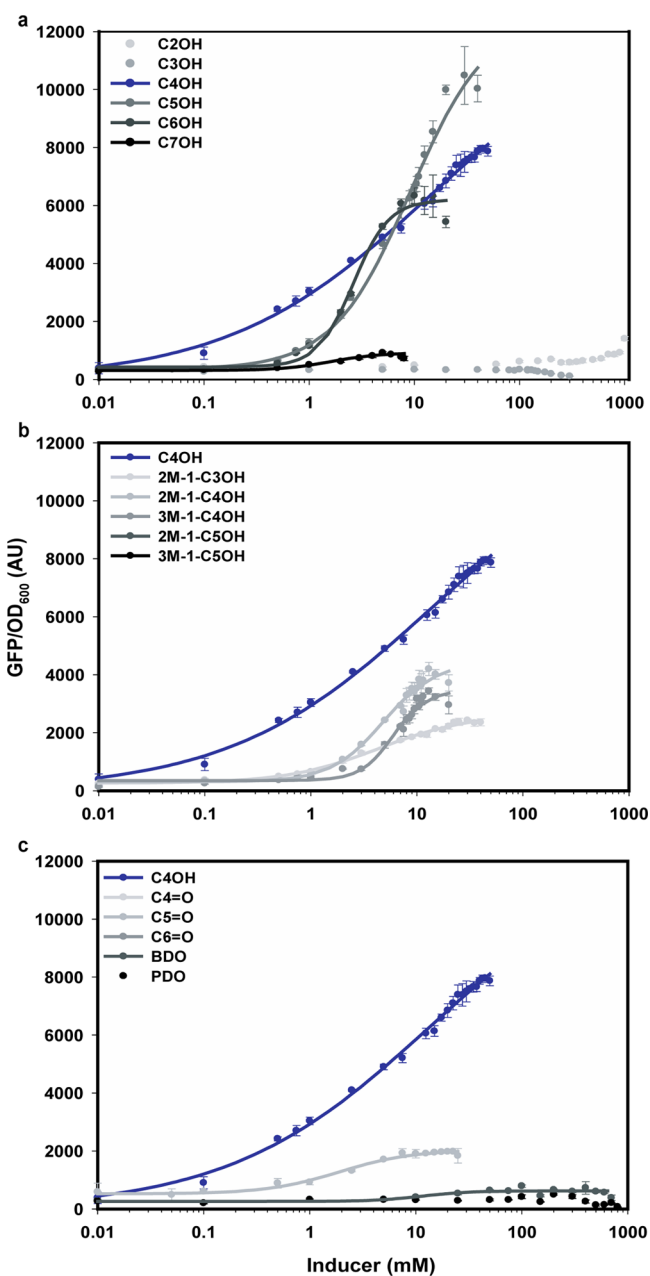 a
12000
10000
8000
6000
4000
2000
0
C2OH
C3OH
C4OH
C5OH
C6OH
C7OH
0.01 0.1 1 10 100 1000
b
12000
10000
8000
6000
4000
2000
0
C4OH
2M-1-C3OH
2M-1-C4OH
3M-1-C4OH
2M-1-C5OH
3M-1-C5OH
0.01 0.1 1 10 100 1000
GFP/OD600 (AU)
c
12000
10000
8000
6000
4000
2000
0
C4OH
C4=O
C5=O
C6=O
BDO
PDO
0.01 0.1 1 10 100 1000
Inducer (mM)